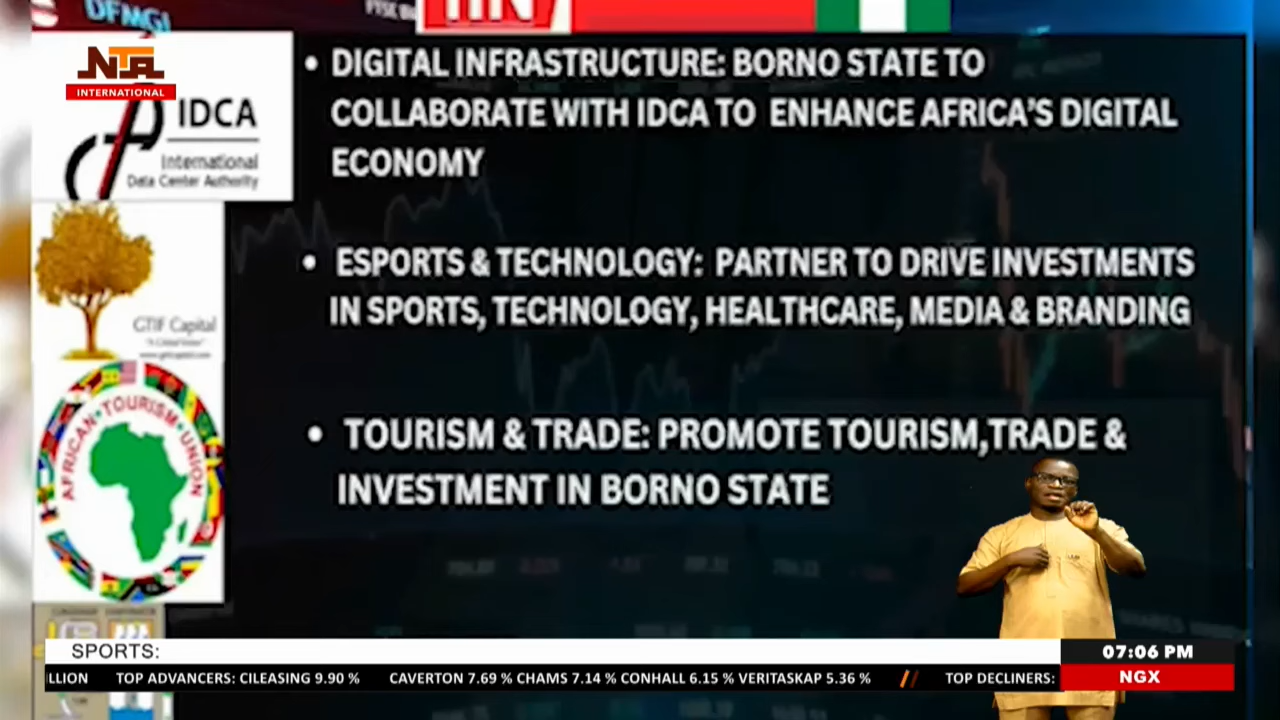 DFMGI
NTA
INTERNATIONAL
IDCA
International
Data Center Authority
• DIGITAL INFRASTRUCTURE: BORNO STATE TO
COLLABORATE WITH IDCA TO ENHANCE AFRICA'S DIGITAL
ECONOMY
GTIF Capital
• ESPORTS & TECHNOLOGY: PARTNER TO DRIVE INVESTMENTS
IN SPORTS, TECHNOLOGY, HEALTHCARE, MEDIA & BRANDING
AFRICAN • TOURISM • UNION
• TOURISM & TRADE: PROMOTE TOURISM,TRADE &
INVESTMENT IN BORNO STATE
SPORTS:
07:06 PM
LLION TOP ADVANCERS: CILEASING 9.90 % CAVERTON 7.69 % CHAMS 7.14 % CONHALL 6.15 % VERITASKAP 5.36 % // TOP DECLINERS:
NGX